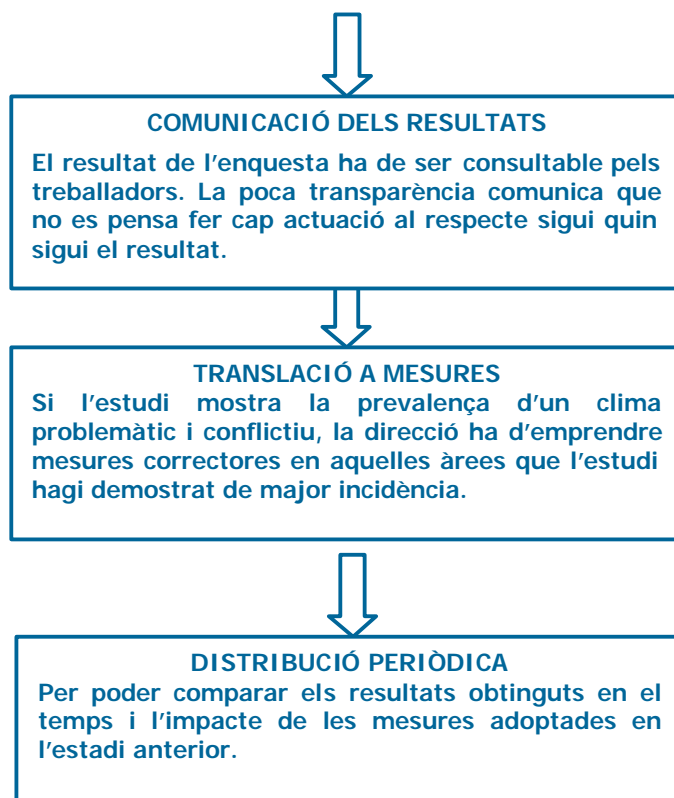 COMUNICACIÓ DELS RESULTATS
El resultat de l'enquesta ha de ser consultable pels
treballadors. La poca transparència comunica que
no es pensa fer cap actuació al respecte sigui quin
sigui el resultat.
TRANSLACIÓ A MESURES
Si l'estudi mostra la prevalença d'un clima
problemàtic i conflictiu, la direcció ha d'emprendre
mesures correctores en aquelles àrees que l'estudi
hagi demostrat de major incidència.
DISTRIBUCIÓ PERIÒDICA
Per poder comparar els resultats obtinguts en el
temps i l'impacte de les mesures adoptades en
l'estadi anterior.